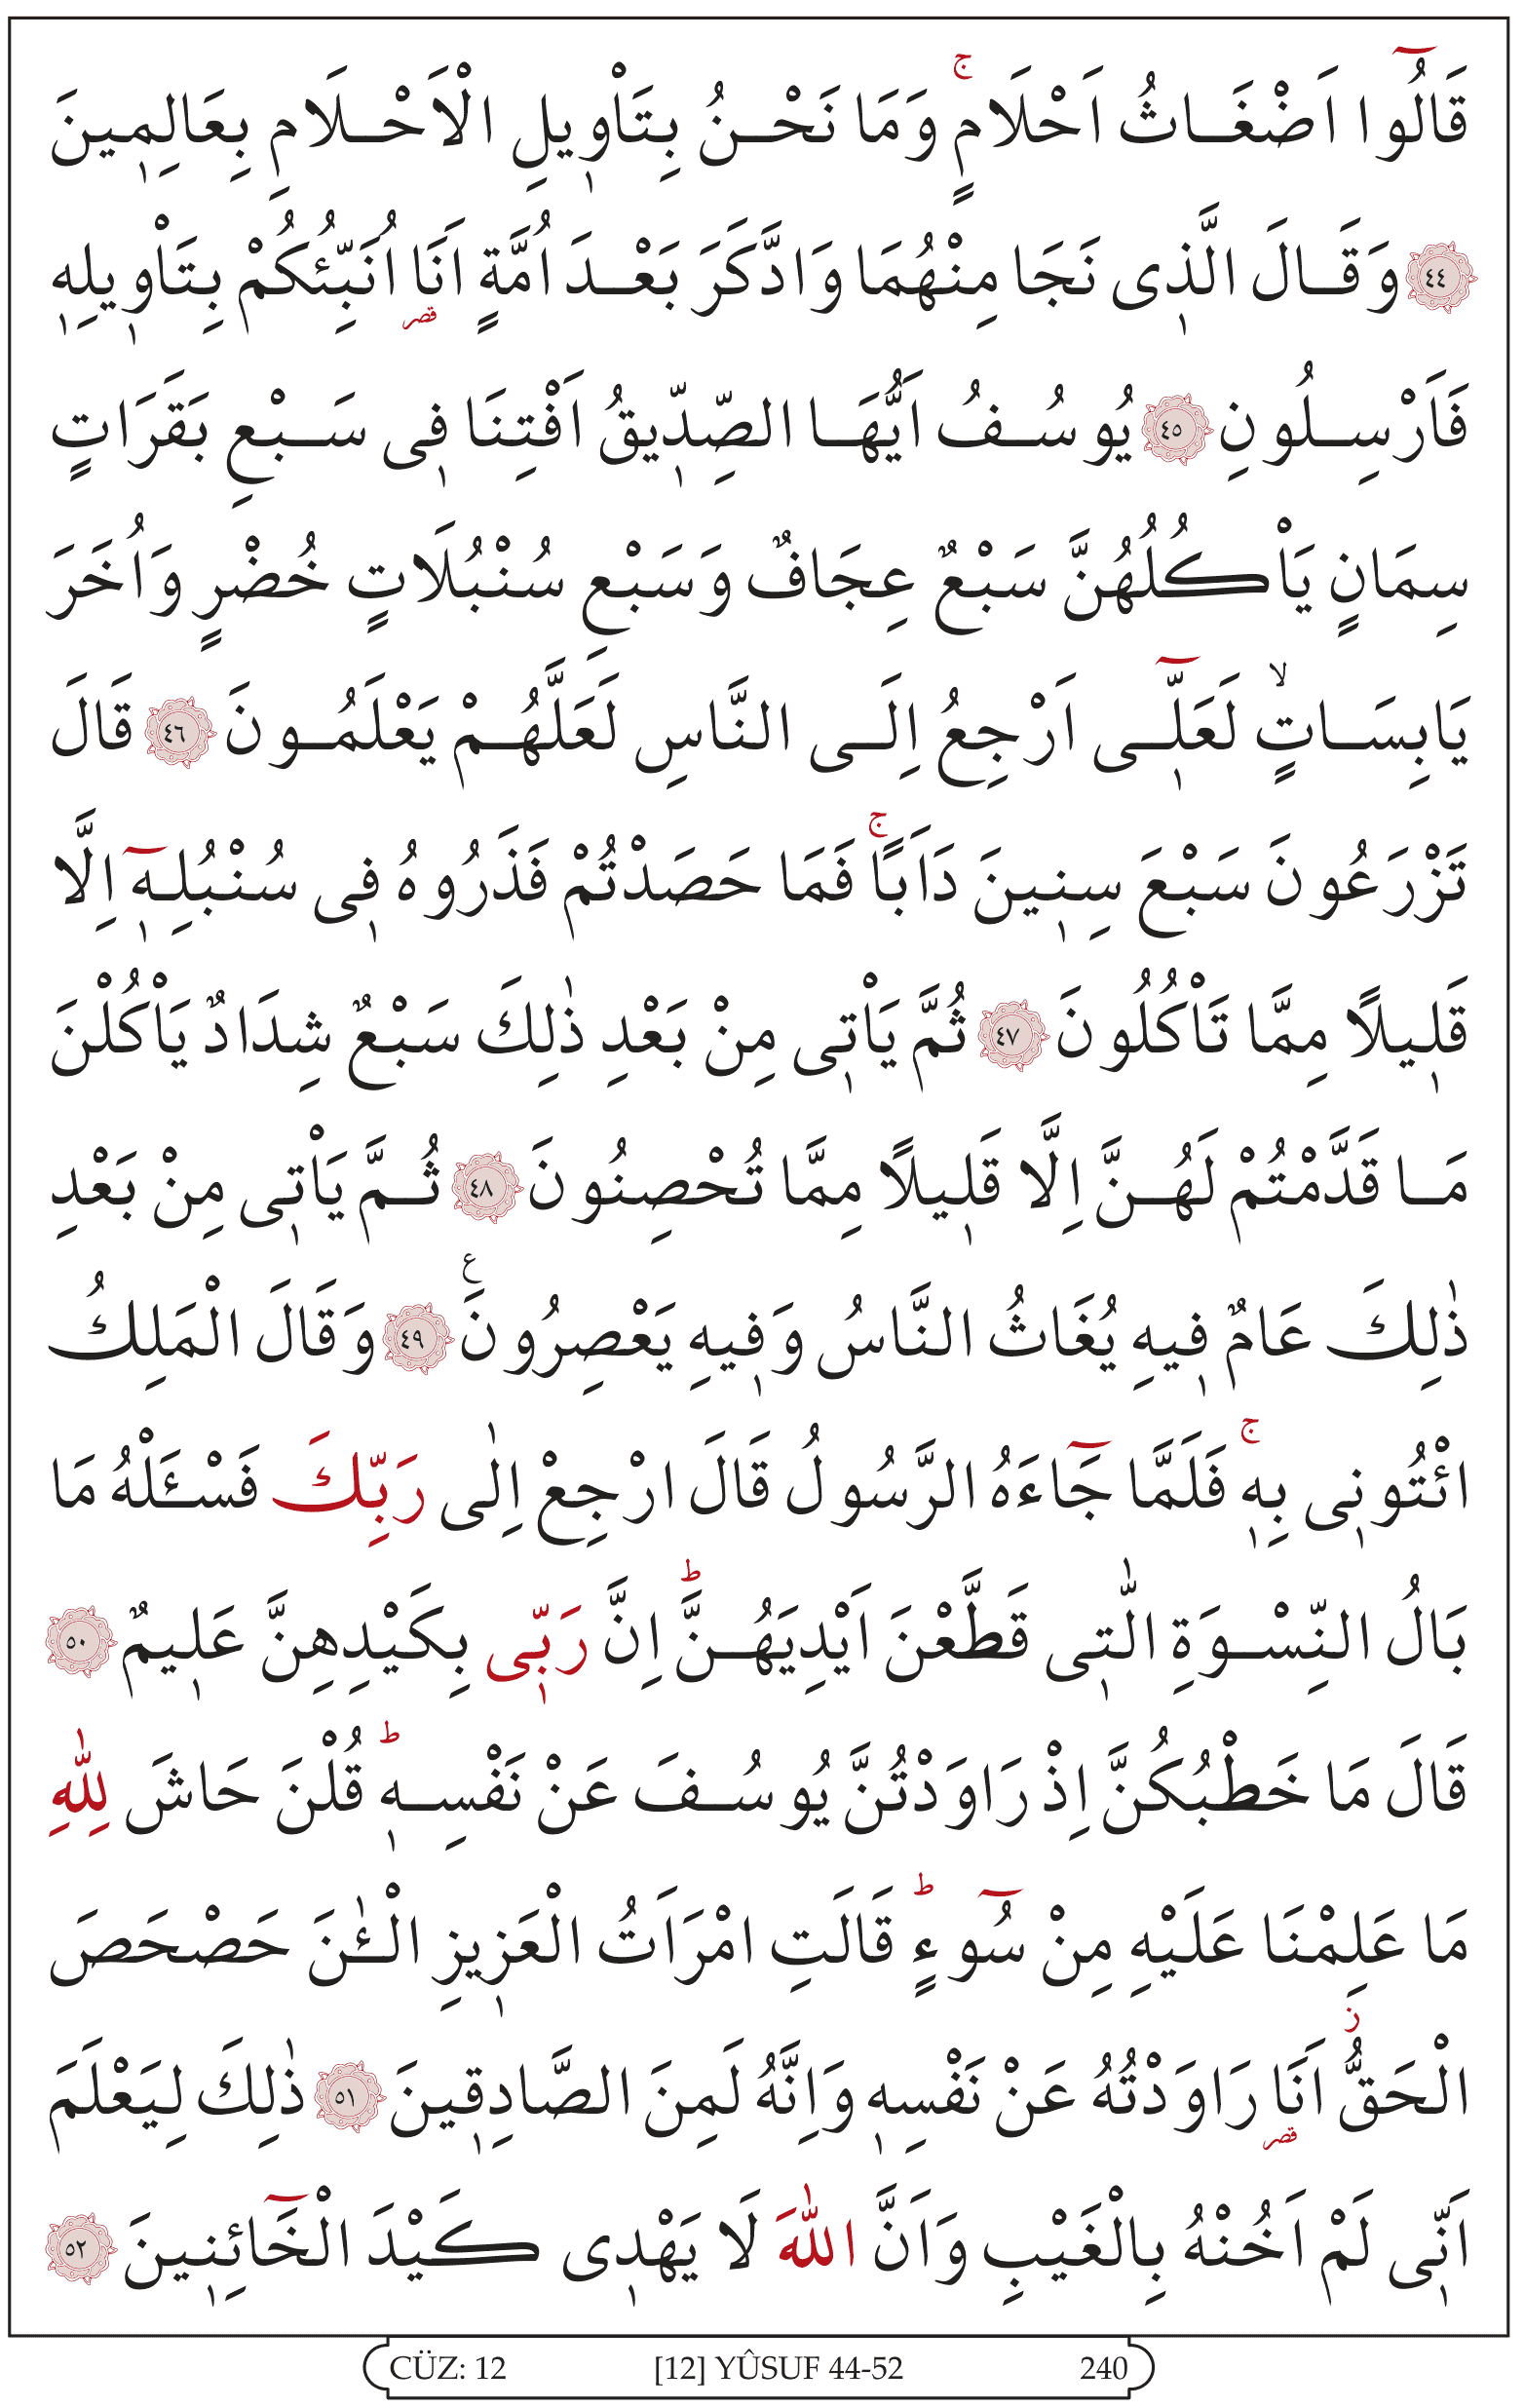 قَالُٓوا اَضْغَاثُ اَحْلَامٍۚ وَمَا نَحْنُ بِتَاْوٖيلِ الْاَحْلَامِ بِعَالِمٖينَ
﴿٤٤﴾ وَقَالَ الَّذٖى نَجَا مِنْهُمَا وَادَّكَرَ بَعْدَ اُمَّةٍ اَنَا۬ اُنَبِّئُكُمْ بِتَاْوٖيلِهٖ
قصر
فَاَرْسِلُونِ ﴿٤٥﴾ يُوسُفُ اَيُّهَا الصِّدّٖيقُ اَفْتِنَا فٖى سَبْعِ بَقَرَاتٍ
سِمَانٍ يَاْكُلُهُنَّ سَبْعٌ عِجَافٌ وَسَبْعِ سُنْبُلَاتٍ خُضْرٍ وَاُخَرَ
يَابِسَاتٍۙ لَعَلّٖٓى اَرْجِعُ اِلَى النَّاسِ لَعَلَّهُمْ يَعْلَمُونَ ﴿٤٦﴾ قَالَ
تَزْرَعُونَ سَبْعَ سِنٖينَ دَاَبًاۚ فَمَا حَصَدْتُمْ فَذَرُوهُ فٖى سُنْبُلِهٖٓ اِلَّا
قَلٖيلًا مِمَّا تَاْكُلُونَ ﴿٤٧﴾ ثُمَّ يَاْتٖى مِنْ بَعْدِ ذٰلِكَ سَبْعٌ شِدَادٌ يَاْكُلْنَ
مَا قَدَّمْتُمْ لَهُنَّ اِلَّا قَلٖيلًا مِمَّا تُحْصِنُونَ ﴿٤٨﴾ ثُمَّ يَاْتٖى مِنْ بَعْدِ
ذٰلِكَ عَامٌ فٖيهِ يُغَاثُ النَّاسُ وَفٖيهِ يَعْصِرُونَ ع ﴿٤٩﴾ وَقَالَ الْمَلِكُ
ائْتُونٖى بِهٖۚ فَلَمَّا جَٓاءَهُ الرَّسُولُ قَالَ ارْجِعْ اِلٰى رَبِّكَ فَسْـَٔلْهُ مَا
بَالُ النِّسْوَةِ الّٰتٖى قَطَّعْنَ اَيْدِيَهُنَّؕ اِنَّ رَبّٖى بِكَيْدِهِنَّ عَلٖيمٌ ﴿٥٠﴾
قَالَ مَا خَطْبُكُنَّ اِذْ رَاوَدْتُنَّ يُوسُفَ عَنْ نَفْسِهٖؕ قُلْنَ حَاشَ لِلّٰهِ
مَا عَلِمْنَا عَلَيْهِ مِنْ سُٓوءٍؕ قَالَتِ امْرَاَتُ الْعَزٖيزِ الْـٰٔنَ حَصْحَصَ
الْحَقُّؗ اَنَا۬ رَاوَدْتُهُ عَنْ نَفْسِهٖ وَاِنَّهُ لَمِنَ الصَّادِقٖينَ ﴿٥١﴾ ذٰلِكَ لِيَعْلَمَ
قصر
اَنّٖى لَمْ اَخُنْهُ بِالْغَيْبِ وَاَنَّ اللّٰهَ لَا يَهْدٖى كَيْدَ الْخَٓائِنٖينَ ﴿٥٢﴾
CÜZ: 12 [12] YÛSUF 44-52 240